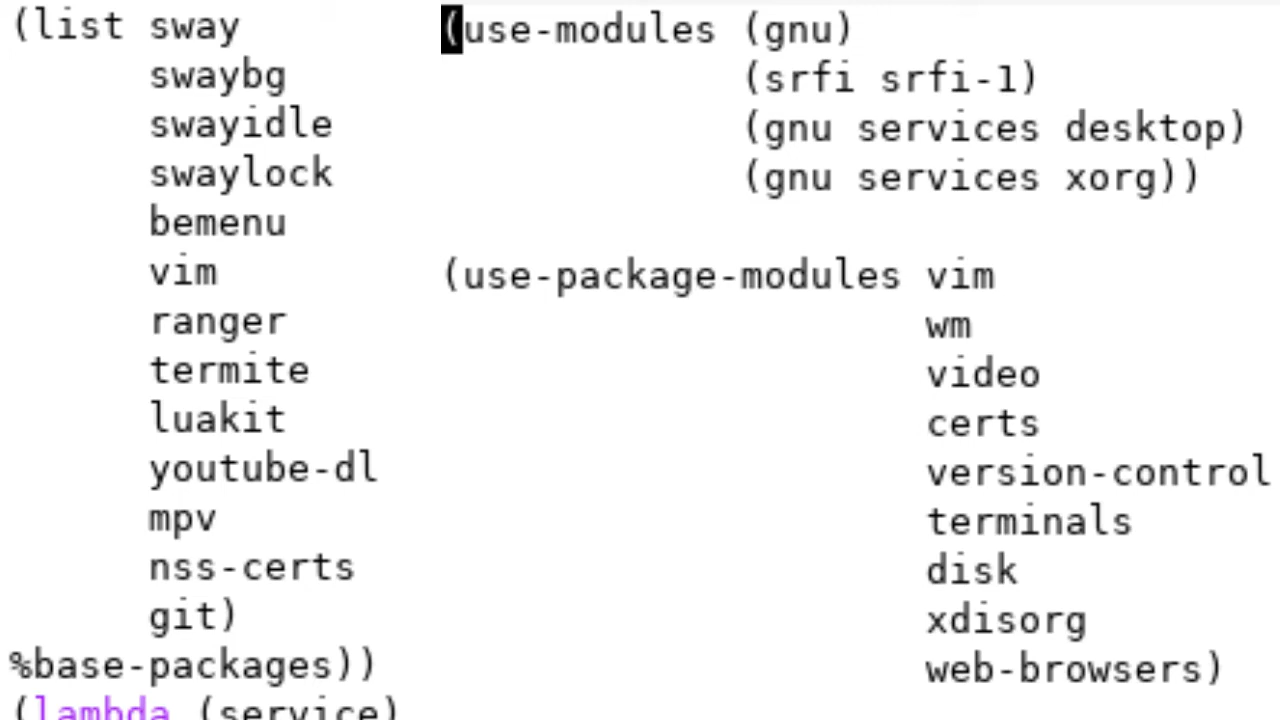 (list sway
swaybg
swayidle
swaylock
bemenu
vim
ranger
termite
luakit
youtube-dl
mpv
nss-certs
git)
%base-packages))
(lambda (service)
(use-modules (gnu)
(srfi srfi-1)
(gnu services desktop)
(gnu services xorg))
(use-package-modules vim
wm
video
certs
version-control
terminals
disk
xdisorg
web-browsers)